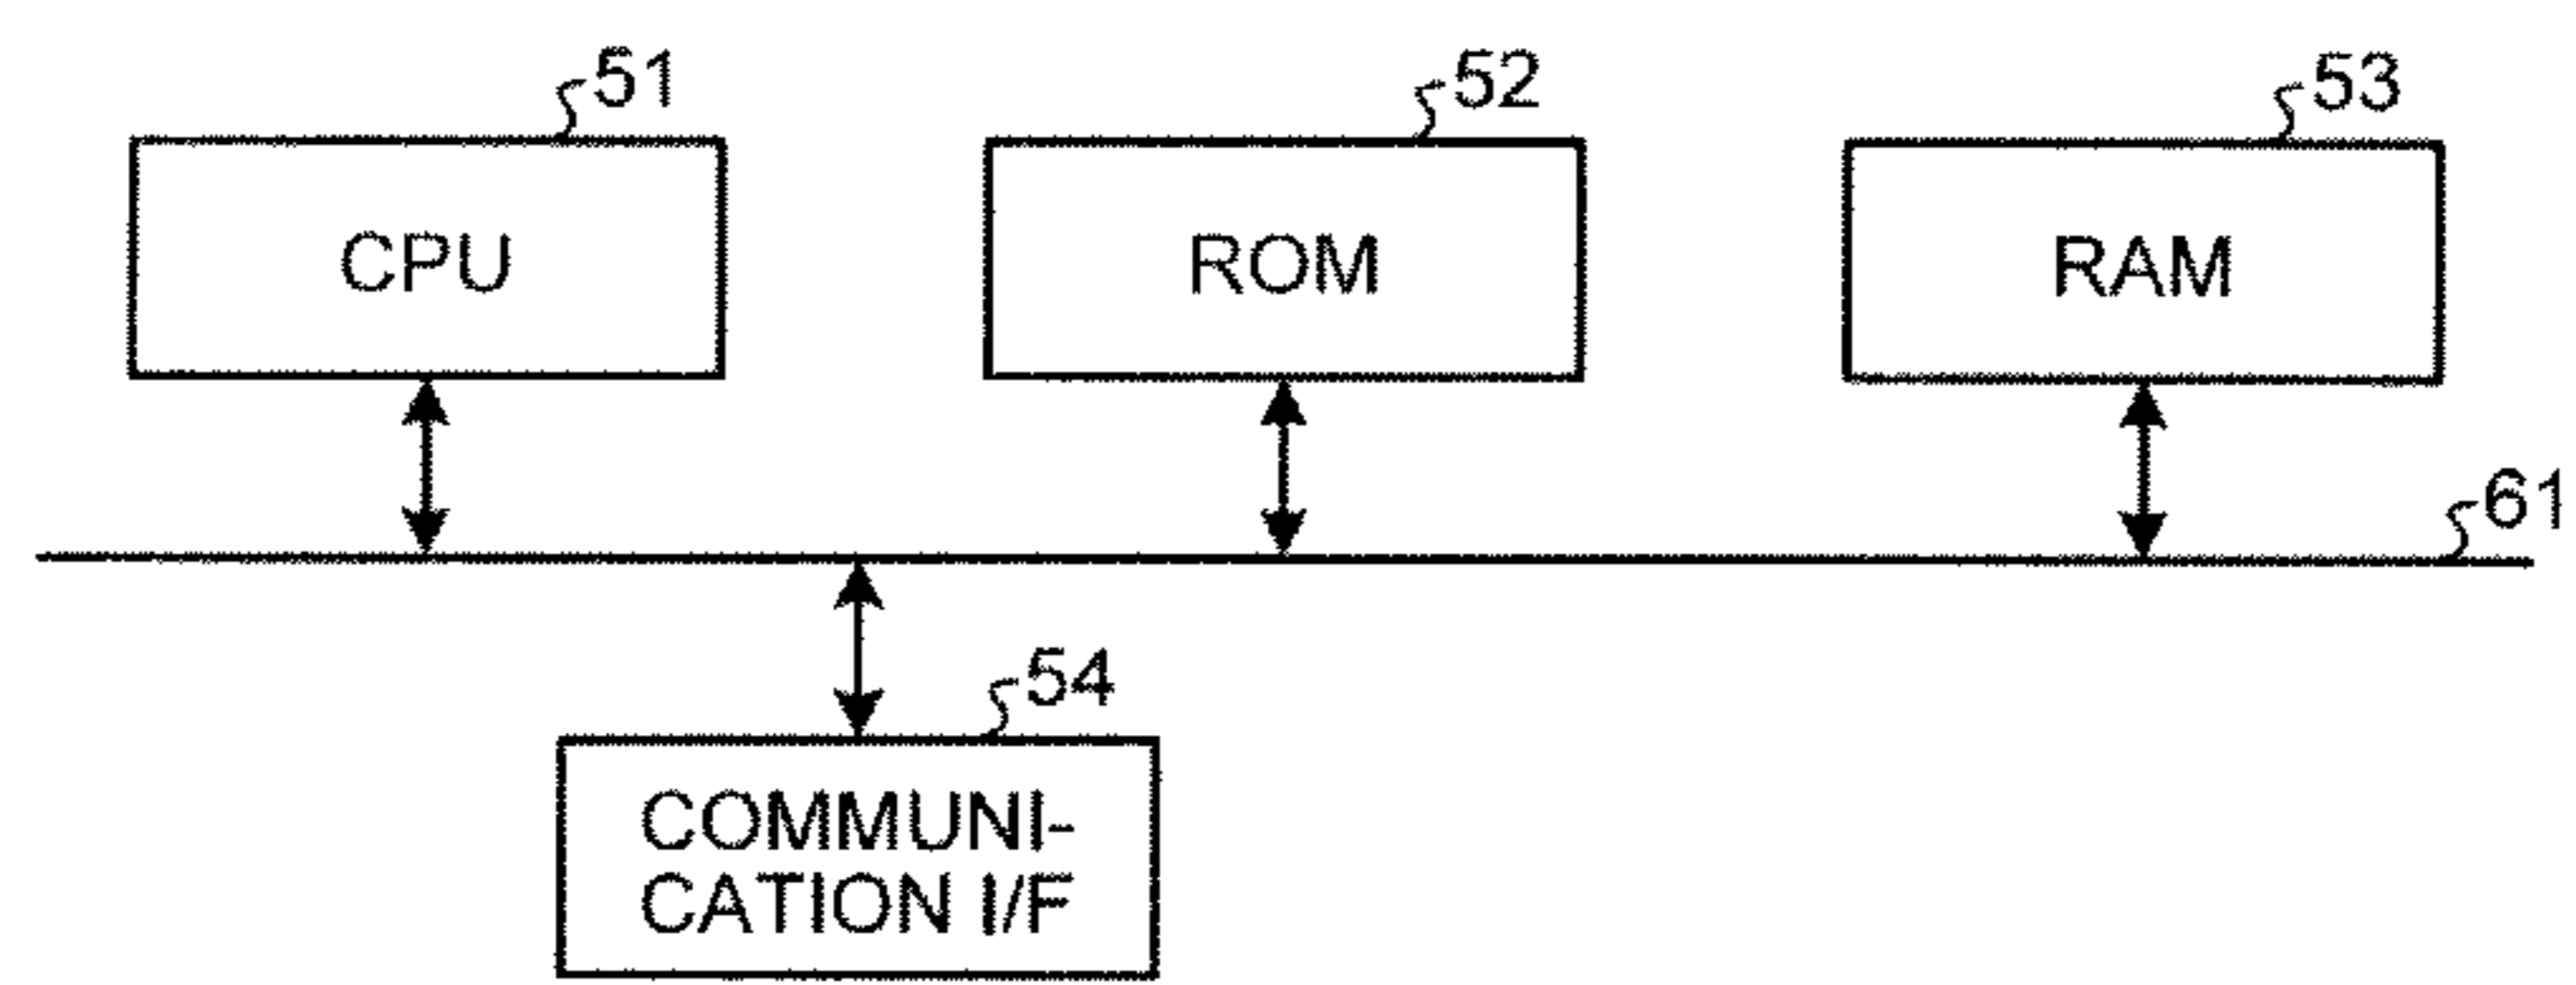 51
52
53
CPU
ROM
RAM
61
54
COMMUNI-
CATION I/F